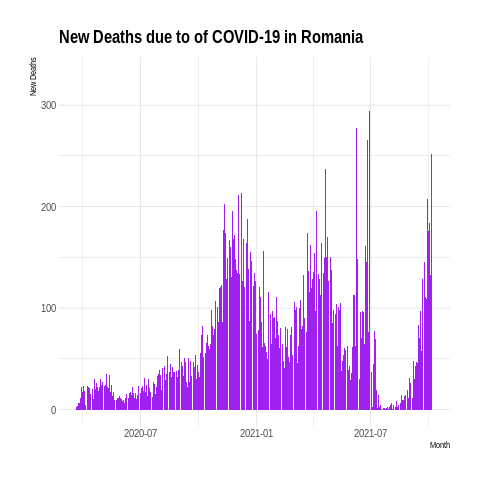 New Deaths due to of COVID-19 in Romania
New Deaths
300
200
100
0
2020-07
2021-01
2021-07
Month